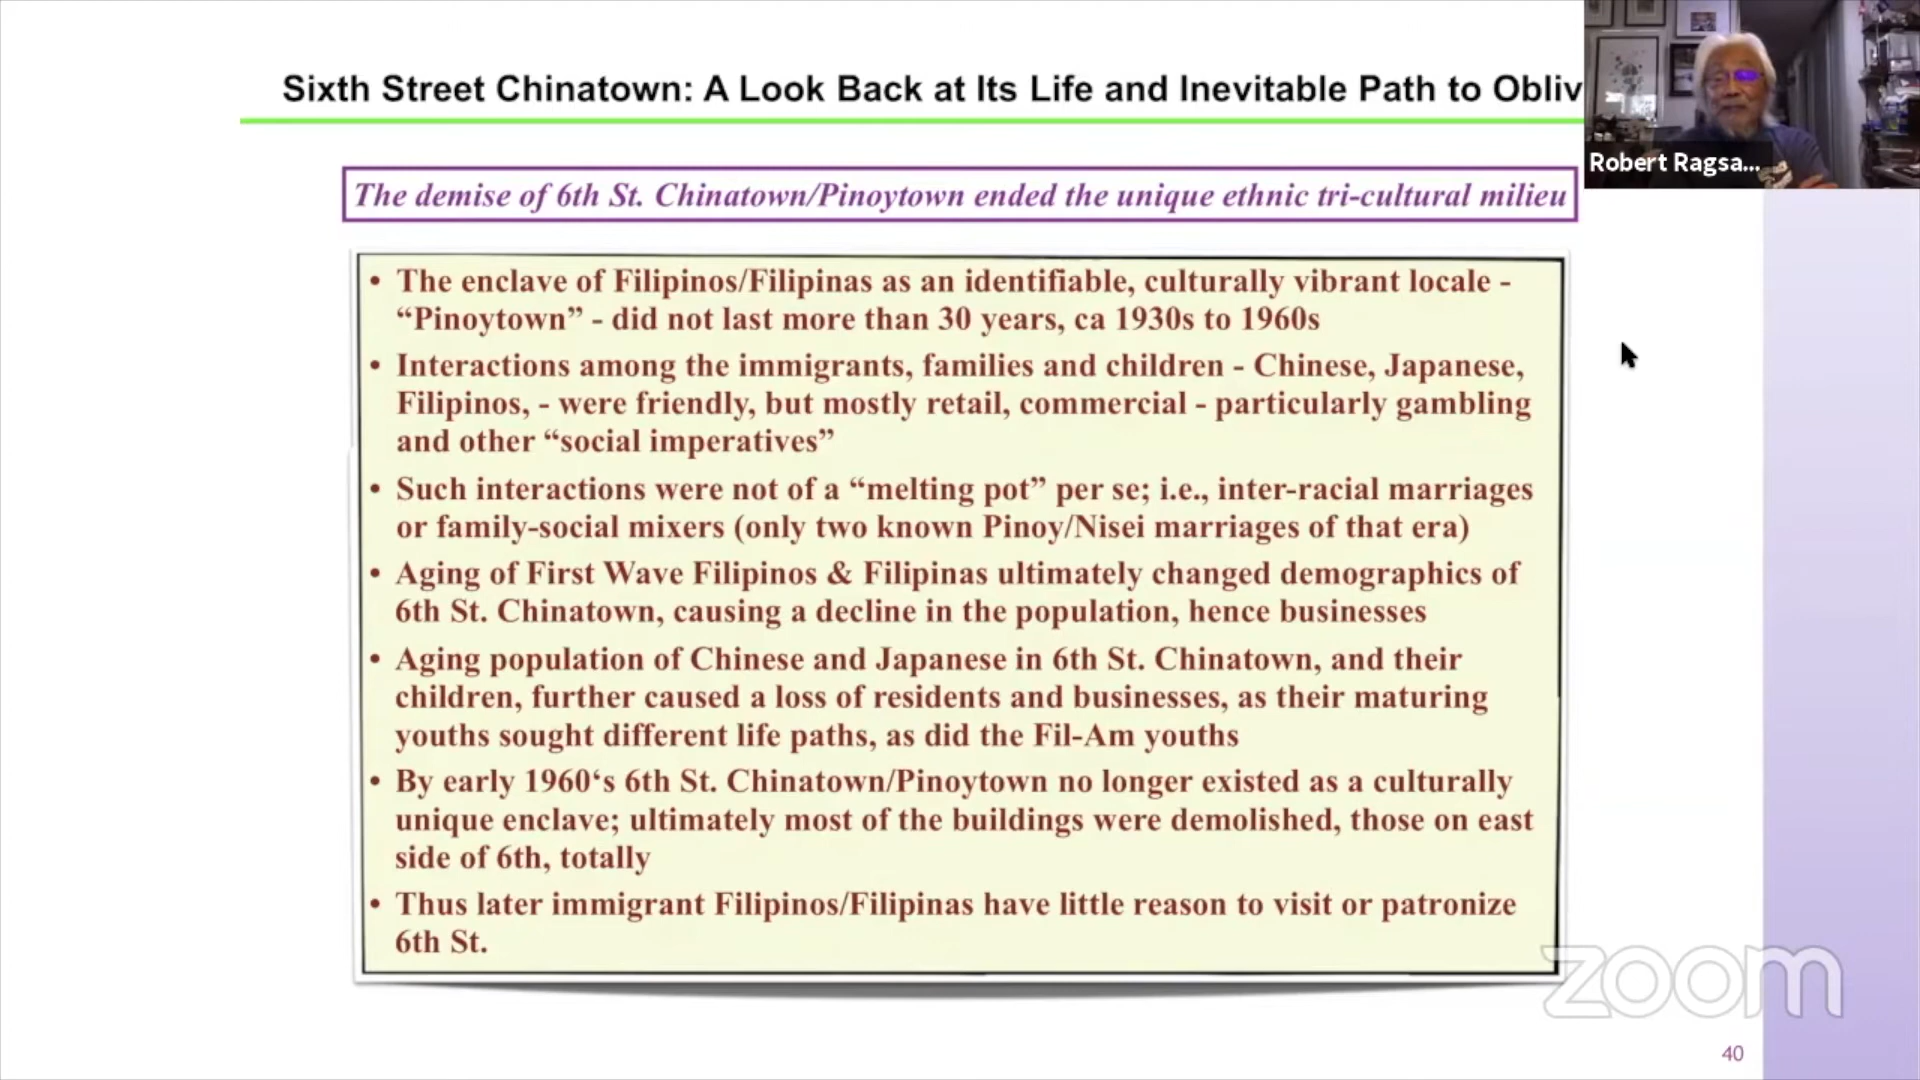 Sixth Street Chinatown: A Look Back at Its Life and Inevitable Path to Obliv
Robert Ragsa...
The demise of 6th St. Chinatown/Pinoytown ended the unique ethnic tri-cultural milieu
• The enclave of Filipinos/Filipinas as an identifiable, culturally vibrant locale -
“Pinoytown” - did not last more than 30 years, ca 1930s to 1960s
• Interactions among the immigrants, families and children - Chinese, Japanese,
Filipinos, - were friendly, but mostly retail, commercial - particularly gambling
and other “social imperatives”
• Such interactions were not of a “melting pot” per se; i.e., inter-racial marriages
or family-social mixers (only two known Pinoy/Nisei marriages of that era)
• Aging of First Wave Filipinos & Filipinas ultimately changed demographics of
6th St. Chinatown, causing a decline in the population, hence businesses
• Aging population of Chinese and Japanese in 6th St. Chinatown, and their
children, further caused a loss of residents and businesses, as their maturing
youths sought different life paths, as did the Fil-Am youths
• By early 1960‘s 6th St. Chinatown/Pinoytown no longer existed as a culturally
unique enclave; ultimately most of the buildings were demolished, those on east
side of 6th, totally
• Thus later immigrant Filipinos/Filipinas have little reason to visit or patronize
6th St.
zoom
40